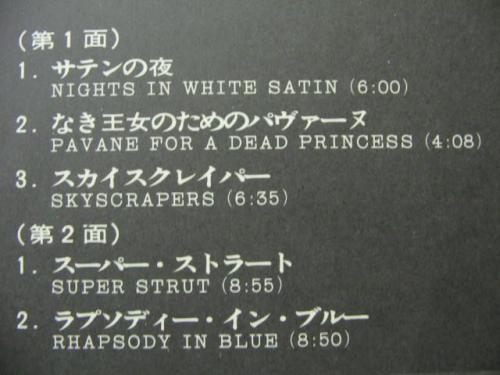 (第1面)
1. サテンの夜
NIGHTS IN WHITE SATIN (6:00)
2. なき王女のためのパヴァーヌ
PAVANE FOR A DEAD PRINCESS (4:08)
3. スカイスクレイパー
SKYSCRAPERS (6:35)
(第2面)
1. スーパー・ストラート
SUPER STRUT (8:55)
2. ラプソディー・イン・ブルー
RHAPSODY IN BLUE (8:50)